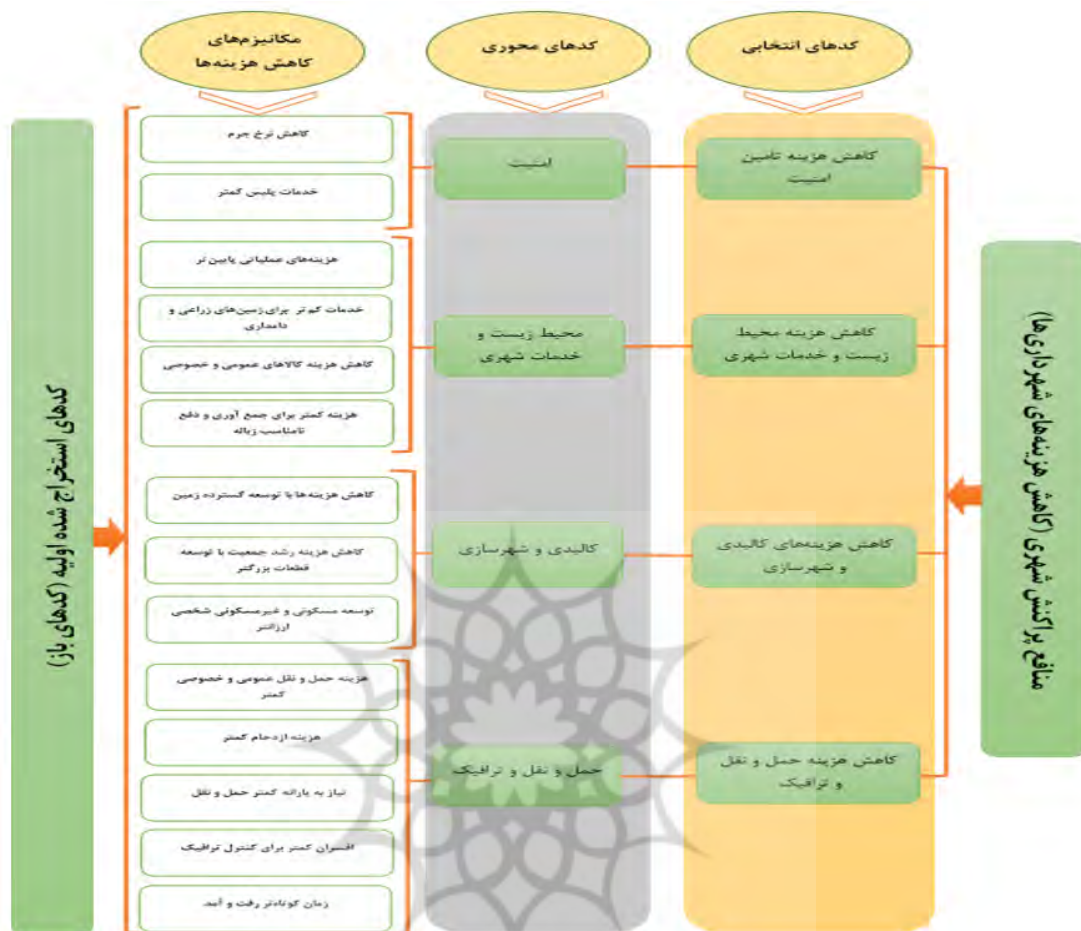 کدهای انتخابی
کدهای محوری
مکانیزم‌های
کاهش هزینه‌ها
منافع پراکنش شهری (کاهش هزینه‌های شهرداری‌ها)
کاهش هزینه تامین
امنیت
کاهش هزینه محیط
زیست و خدمات شهری
کاهش هزینه‌های کالبدی
و شهرسازی
کاهش هزینه حمل و نقل
و ترافیک
امنیت
محیط زیست و
خدمات شهری
کالبدی و شهرسازی
حمل و نقل و ترافیک
کاهش نرخ جرم
خدمات پلیس کمتر
هزینه‌های عملیاتی پایین تر
خدمات کم تر برای زمین‌های زراعی و
دامداری
کاهش هزینه کالاهای عمومی و خصوصی
هزینه کمتر برای جمع آوری و دفع
نامناسب زباله
کاهش هزینه‌ها با توسعه گسترده زمین
کاهش هزینه رشد جمعیت با توسعه
قطعات بزرگتر
توسعه مسکونی و غیرمسکونی شخصی
ارزانتر
هزینه حمل و نقل عمومی و خصوصی
کمتر
هزینه ازدحام کمتر
نیاز به یارانه کمتر حمل و نقل
افسران کمتر برای کنترل ترافیک
زمان کوتاه‌تر رفت و آمد
کدهای استخراج شده اولیه (کدهای باز)